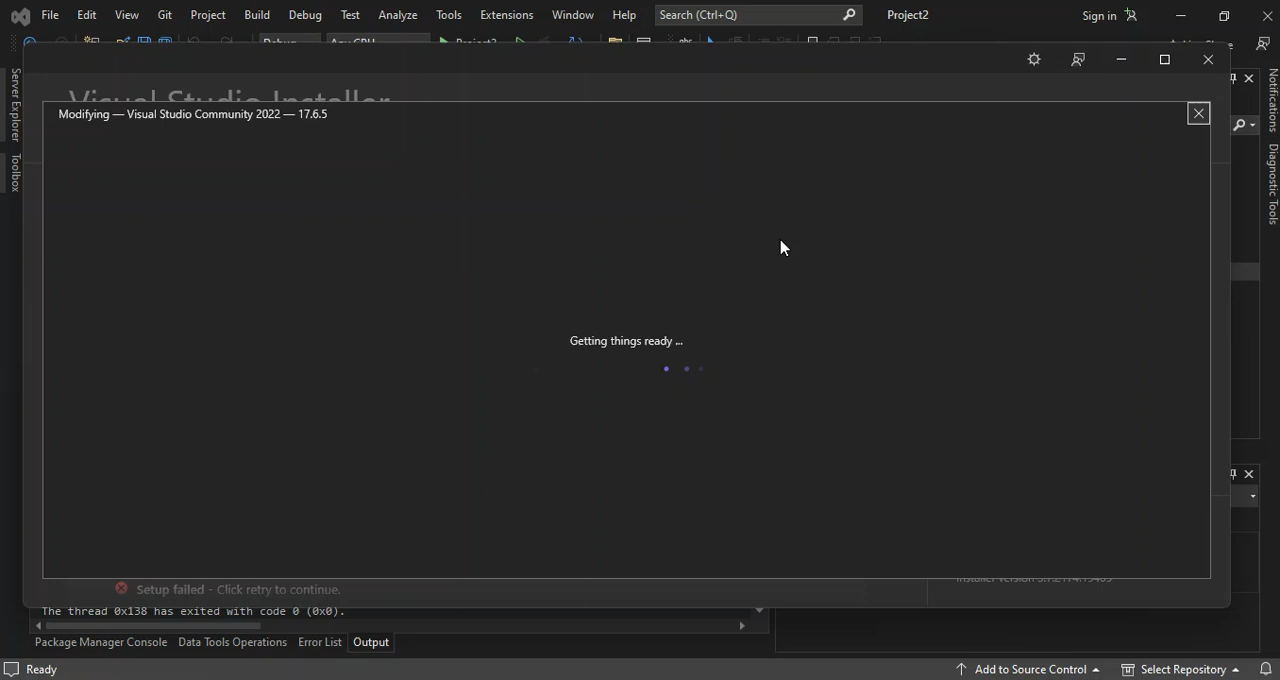 File Edit View Git Project Build Debug Test Analyze Tools Extensions Window Help Search (Ctrl+Q) Project2 Sign in
Server Explorer
Toolbox
Visual Studio Installer
Modifying — Visual Studio Community 2022 — 17.6.5
Getting things ready ...
Notifications
Diagnostic Tools
Setup failed - Click retry to continue.
The thread 0x138 has exited with code 0 (0x0).
Package Manager Console Data Tools Operations Error List Output
Ready Add to Source Control Select Repository